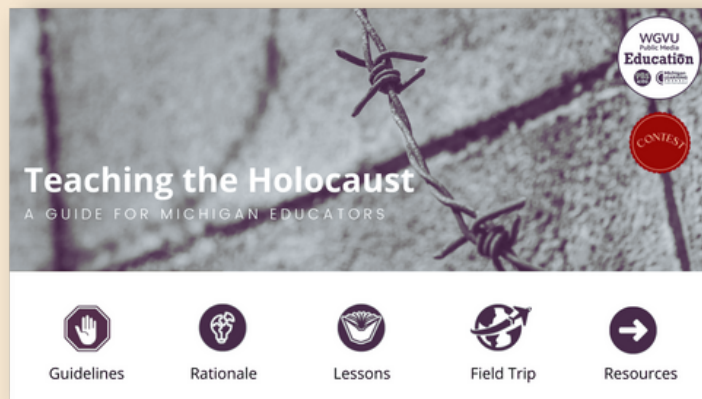 WGVU
Public Media
Education
CONTEST
Teaching the Holocaust
A GUIDE FOR MICHIGAN EDUCATORS
Guidelines
Rationale
Lessons
Field Trip
Resources